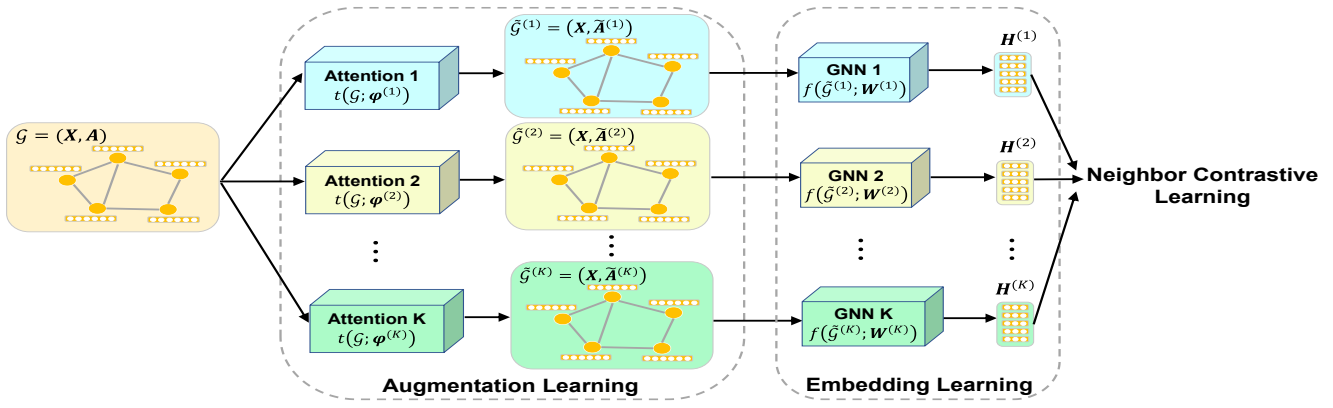 𝒢 = (X, A)
Attention 1
t(𝒢; φ⁽¹⁾)
𝒢̃⁽¹⁾ = (X, Ã⁽¹⁾)
GNN 1
f(𝒢̃⁽¹⁾; W⁽¹⁾)
H⁽¹⁾
Attention 2
t(𝒢; φ⁽²⁾)
𝒢̃⁽²⁾ = (X, Ã⁽²⁾)
GNN 2
f(𝒢̃⁽²⁾; W⁽²⁾)
H⁽²⁾
Attention K
t(𝒢; φ⁽ᴷ⁾)
𝒢̃⁽ᴷ⁾ = (X, Ã⁽ᴷ⁾)
GNN K
f(𝒢̃⁽ᴷ⁾; W⁽ᴷ⁾)
H⁽ᴷ⁾
Neighbor Contrastive
Learning
Augmentation Learning
Embedding Learning